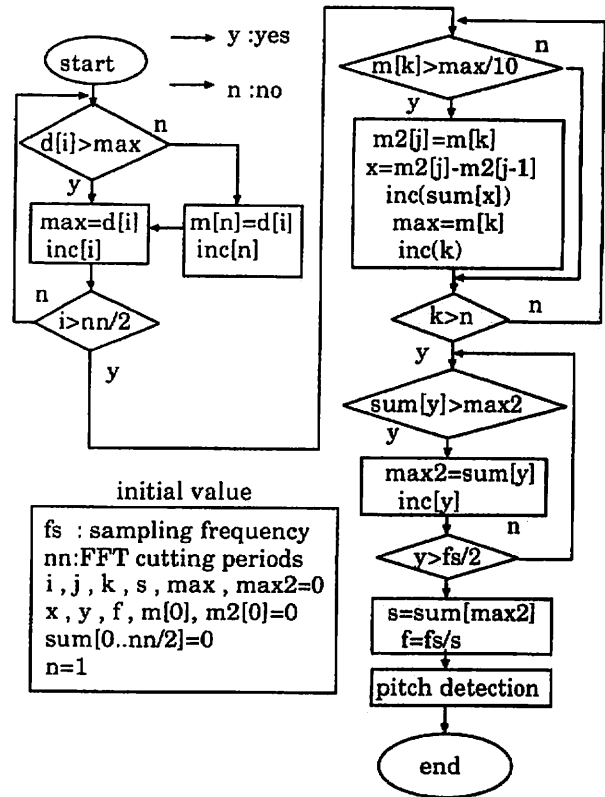 start
y :yes
n :no
d[i]>max
n
y
max=d[i]
inc[i]
m[n]=d[i]
inc[n]
n
i>nn/2
y
initial value
fs : sampling frequency
nn:FFT cutting periods
i , j , k , s , max , max2=0
x , y , f , m[0], m2[0]=0
sum[0..nn/2]=0
n=1
m[k]>max/10
n
y
m2[j]=m[k]
x=m2[j]-m2[j-1]
inc(sum[x])
max=m[k]
inc(k)
k>n
n
y
sum[y]>max2
y
max2=sum[y]
inc[y]
n
y>fs/2
s=sum[max2]
f=fs/s
pitch detection
end